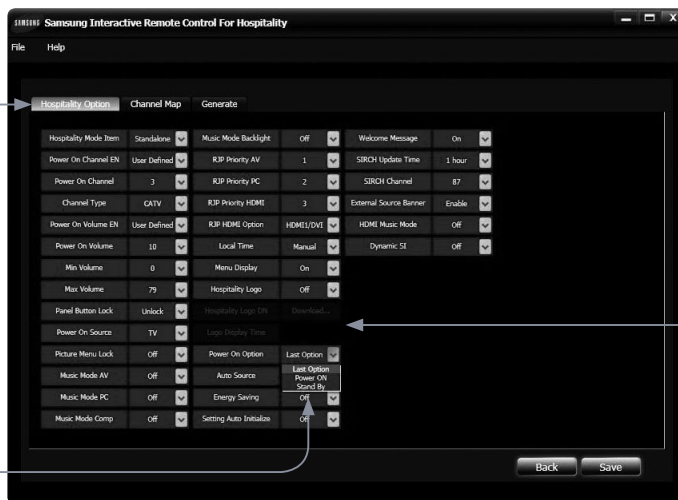 SAMSUNG Samsung Interactive Remote Control For Hospitality
File Help
Hospitality Option Channel Map Generate
Hospitality Mode Item Standalone Music Mode Backlight Off Welcome Message On
Power On Channel EN User Defined RJP Priority AV 1 SIRCH Update Time 1 hour
Power On Channel 3 RJP Priority PC 2 SIRCH Channel 87
Channel Type CATV RJP Priority HDMI 3 External Source Banner Enable
Power On Volume EN User Defined RJP HDMI Option HDMI1/DVI HDMI Music Mode Off
Power On Volume 10 Local Time Manual Dynamic SI Off
Min Volume 0 Menu Display On
Max Volume 79 Hospitality Logo Off
Panel Button Lock Unlock Hospitality Logo DN Download...
Power On Source TV Logo Display Time
Picture Menu Lock Off Power On Option Last Option
Last Option
Music Mode AV Off Auto Source Power ON
Stand By
Music Mode PC Off Energy Saving Off
Music Mode Comp Off Setting Auto Initialize Off
Back Save